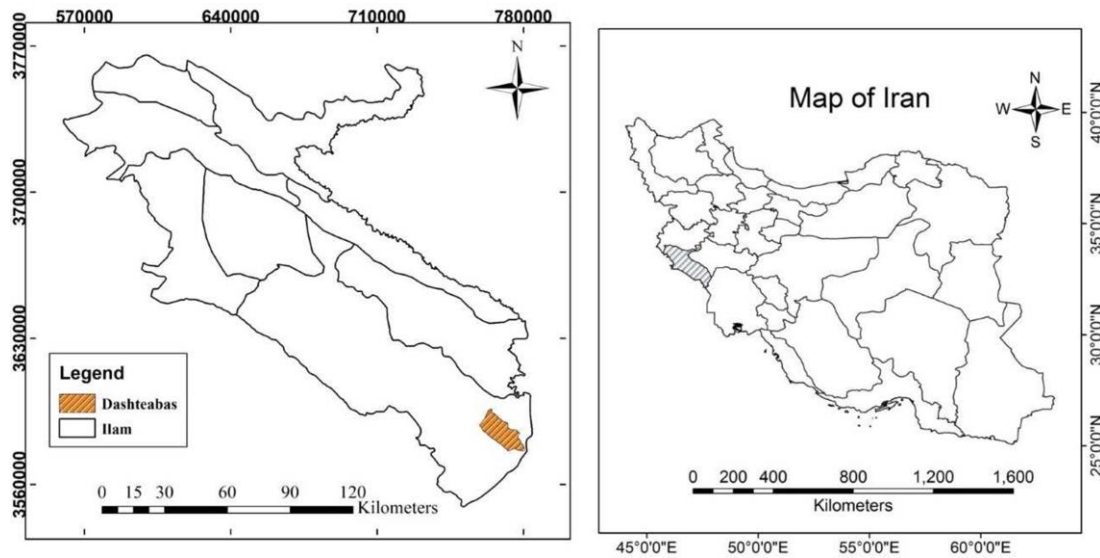 570000 640000 710000 780000
3770000
3700000
3630000
3560000
N
Legend
Dashteabas
Ilam
0 15 30 60 90 120
Kilometers
Map of Iran
N
W E
S
40°0'0"N
35°0'0"N
30°0'0"N
25°0'0"N
0 200 400 800 1,200 1,600
Kilometers
45°0'0"E 50°0'0"E 55°0'0"E 60°0'0"E